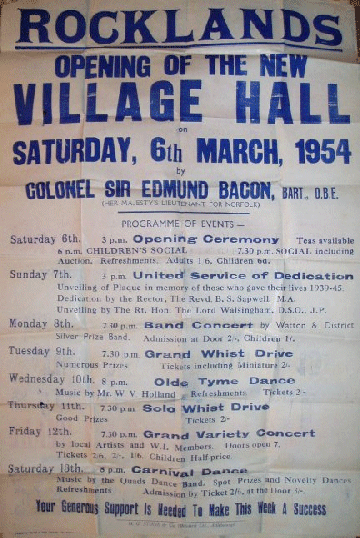 ROCKLANDS
OPENING OF THE NEW
VILLAGE HALL
on
SATURDAY, 6th MARCH, 1954
by
COLONEL SIR EDMUND BACON, BART., O.B.E.
(HER MAJESTY'S LIEUTENANT FOR NORFOLK)
PROGRAMME OF EVENTS—
Saturday 6th. 3 p.m. Opening Ceremony Teas available
6 p.m. CHILDREN'S SOCIAL 7.30 p.m. SOCIAL including
Auction. Refreshments. Adults 1/6, Children 6d.
Sunday 7th. 3 p.m. United Service of Dedication
Unveiling of Plaque in memory of those who gave their lives 1939-45.
Dedication by the Rector, The Revd. B. S. Sapwell, M.A.
Unveiling by The Rt. Hon. The Lord Walsingham, D.S.O., J.P.
Monday 8th. 7.30 p.m. Band Concert by Watton & District
Silver Prize Band. Admission at Door 2/-, Children 1/-.
Tuesday 9th. 7.30 p.m. Grand Whist Drive
Numerous Prizes Tickets including Miniature 2/-
Wednesday 10th. 8 p.m. Olde Tyme Dance
Music by Mr. W. V. Holland Refreshments Tickets 2/-
Thursday 11th. 7.30 p.m. Solo Whist Drive
Good Prizes Tickets 2/-
Friday 12th. 7.30 p.m. Grand Variety Concert
by local Artists and W.I. Members. Doors open 7.
Tickets 2/6, 2/-, 1/6. Children Half price.
Saturday 13th. 8 p.m. Carnival Dance
Music by the Quads Dance Band. Spot Prizes and Novelty Dances
Refreshments Admission by Ticket 2/6, at the Door 3/-
Your Generous Support Is Needed To Make This Week A Success